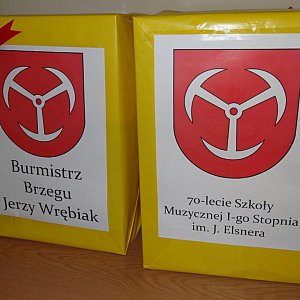 Burmistrz
Brzegu
Jerzy Wrębiak
70-lecie Szkoły
Muzycznej I-go Stopnia
im. J. Elsnera